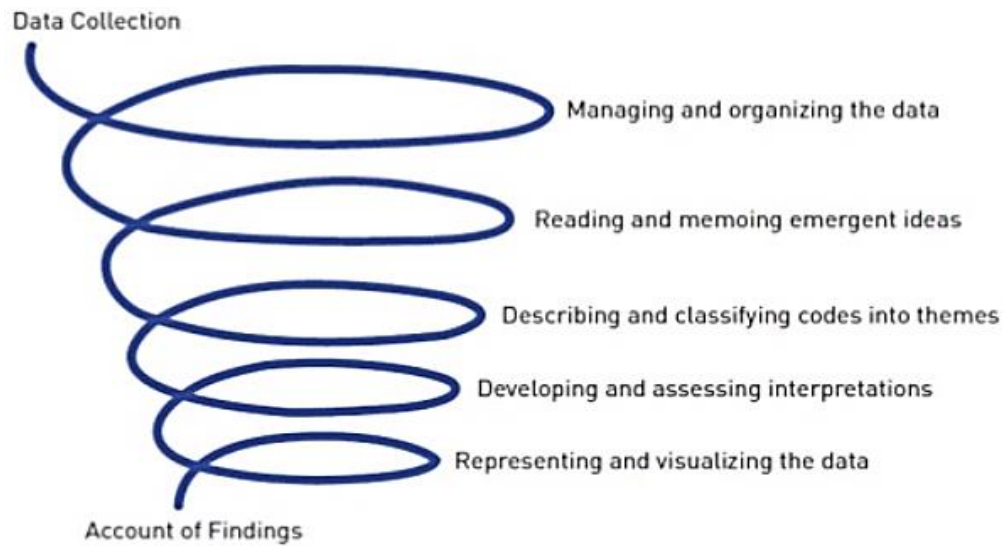 Data Collection
Managing and organizing the data
Reading and memoing emergent ideas
Describing and classifying codes into themes
Developing and assessing interpretations
Representing and visualizing the data
Account of Findings